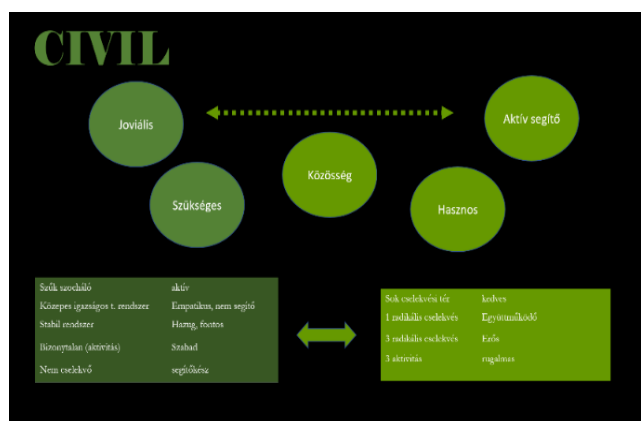 CIVIL
Joviális
Aktív segítő
Közösség
Szükséges
Hasznos
Szűk szocháló aktív
Közepes igazságos t. rendszer Empatikus, nem segítő
Stabil rendszer Hazug, fontos
Bizonytalan (aktivitás) Szabad
Nem cselekvő segítőkész
Sok cselekvési tér kedves
1 radikális cselekvés Együttműködő
3 radikális cselekvés Erős
3 aktivitás rugalmas